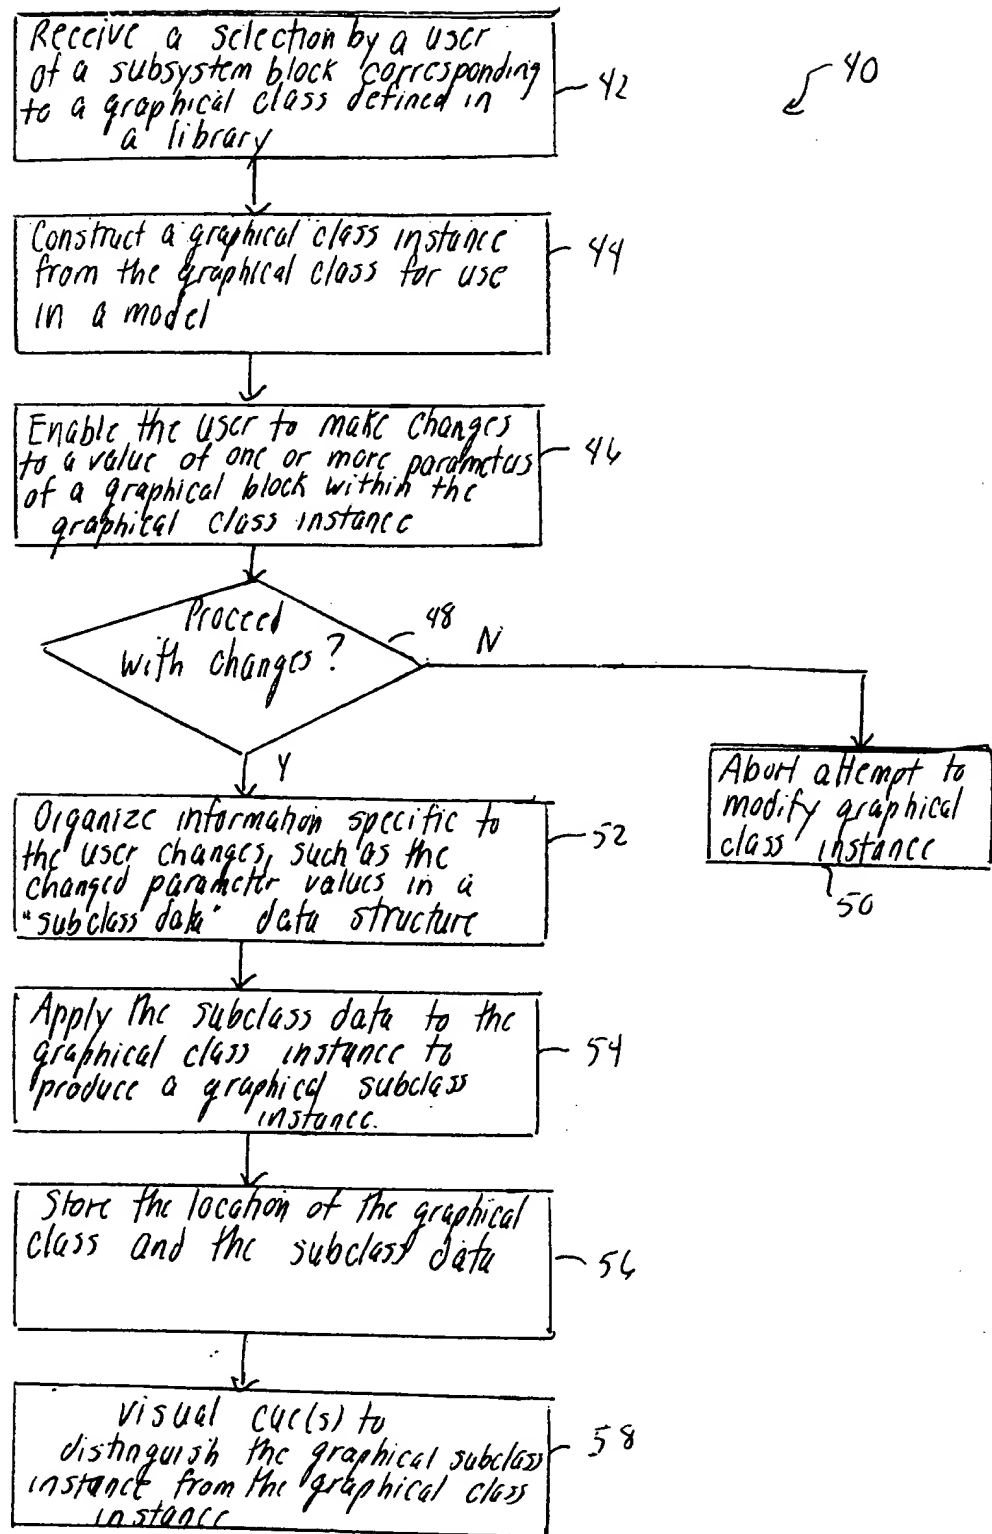 Receive a selection by a user
of a subsystem block corresponding
to a graphical class defined in
a library
42
40
Construct a graphical class instance
from the graphical class for use
in a model
44
Enable the user to make changes
to a value of one or more parameters
of a graphical block within the
graphical class instance
46
Proceed
with changes?
48
N
Y
Abort attempt to
modify graphical
class instance
50
Organize information specific to
the user changes, such as the
changed parameter values in a
"subclass data" data structure
52
Apply the subclass data to the
graphical class instance to
produce a graphical subclass
instance.
54
Store the location of the graphical
class and the subclass data
56
visual cue(s) to
distinguish the graphical subclass
instance from the graphical class
instance
58